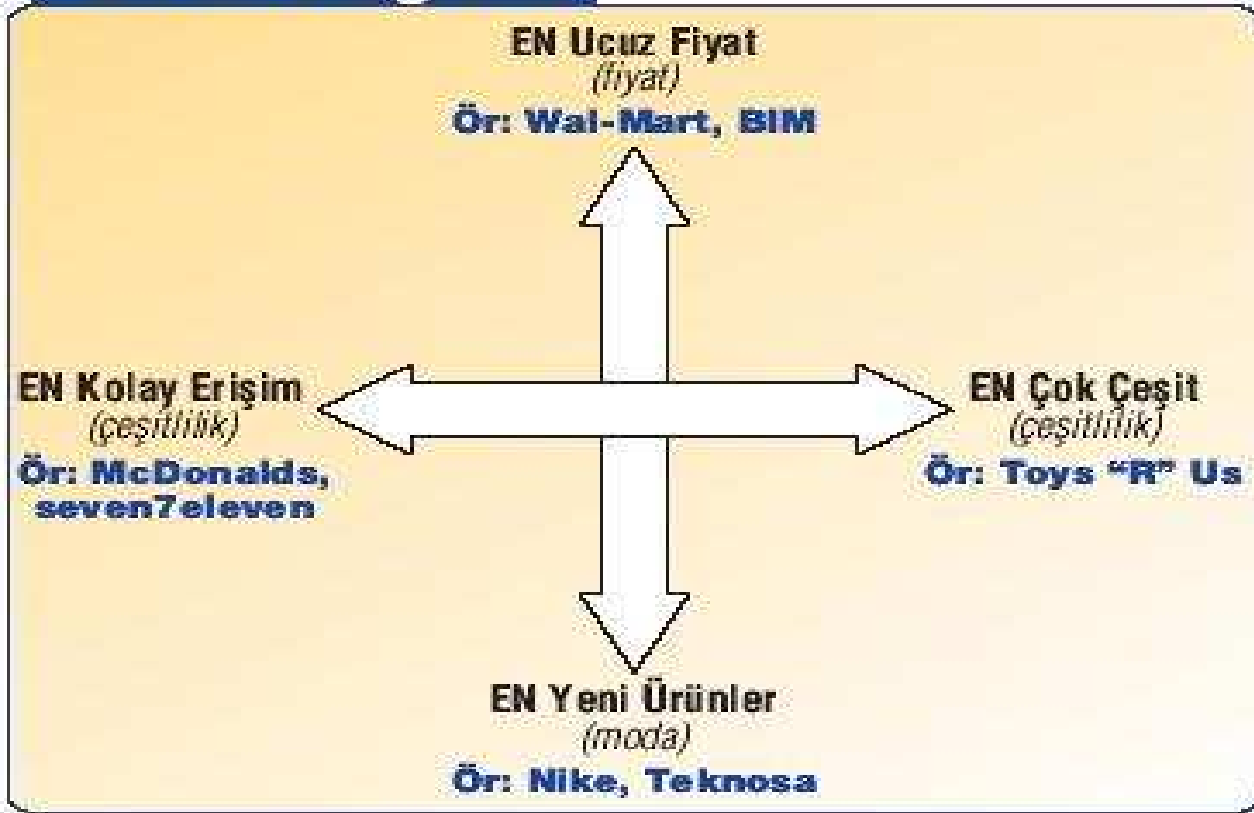 EN Ucuz Fiyat
(fiyat)
Ör: Wal-Mart, BIM
EN Kolay Erişim
(çeşitlilik)
Ör: McDonalds,
seven7eleven
EN Çok Çeşit
(çeşitlilik)
Ör: Toys “R” Us
EN Yeni Ürünler
(moda)
Ör: Nike, Teknosa